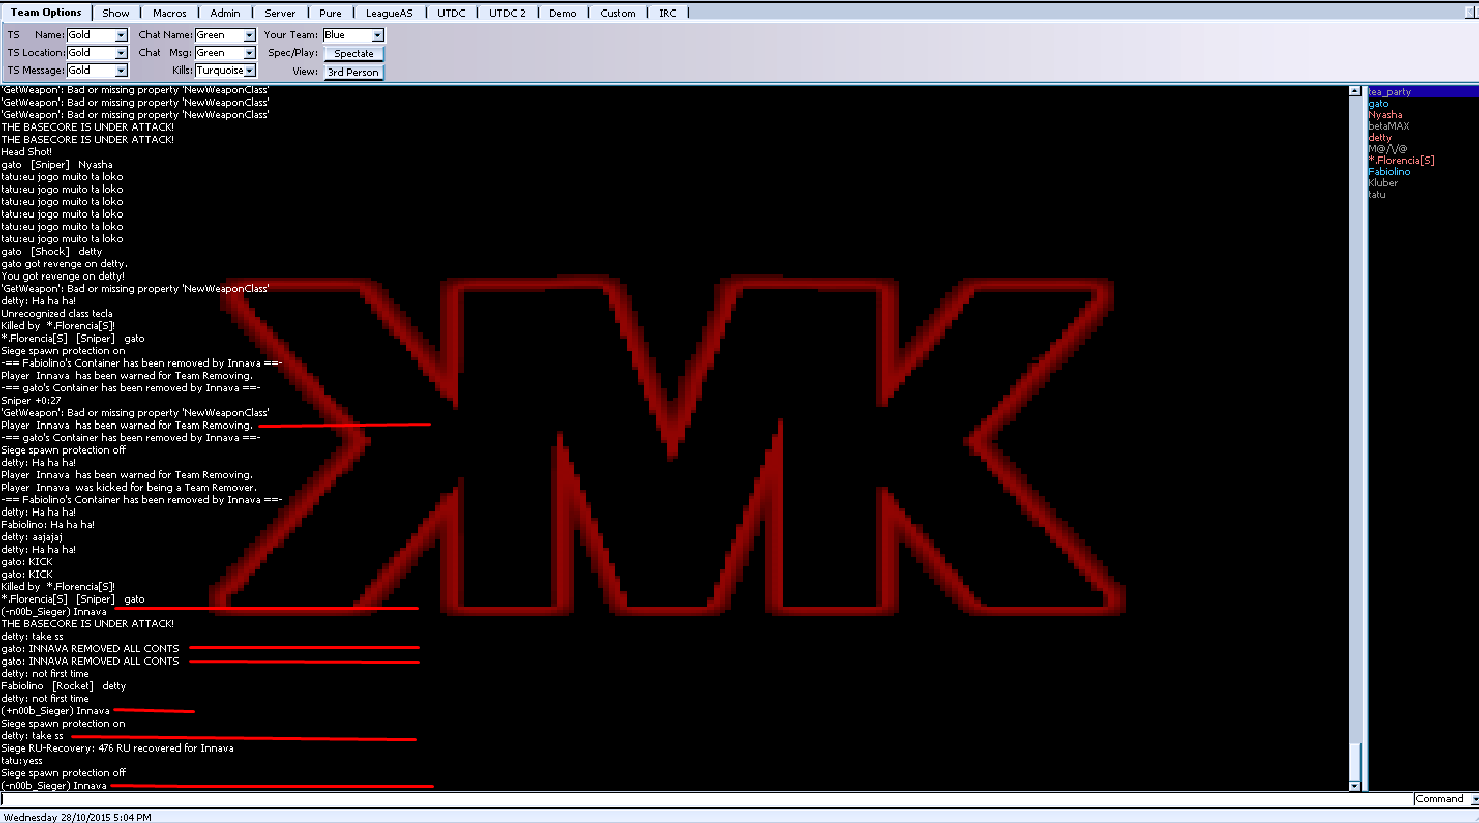 Team Options Show Macros Admin Server Pure LeagueAS UTDC UTDC 2 Demo Custom IRC
TS Name: Gold Chat Name: Green Your Team: Blue
TS Location: Gold Chat Msg: Green Spec/Play: Spectate
TS Message: Gold Kills: Turquoise View: 3rd Person
'GetWeapon": Bad or missing property 'NewWeaponClass'
'GetWeapon": Bad or missing property 'NewWeaponClass'
'GetWeapon": Bad or missing property 'NewWeaponClass'
THE BASECORE IS UNDER ATTACK!
THE BASECORE IS UNDER ATTACK!
Head Shot!
gato [Sniper] Nyasha
tatu:eu jogo muito ta loko
tatu:eu jogo muito ta loko
tatu:eu jogo muito ta loko
tatu:eu jogo muito ta loko
tatu:eu jogo muito ta loko
tatu:eu jogo muito ta loko
gato [Shock] detty
gato got revenge on detty.
You got revenge on detty!
'GetWeapon": Bad or missing property 'NewWeaponClass'
detty: Ha ha ha!
Unrecognized class tecla
Killed by *.Florencia[S]!
*.Florencia[S] [Sniper] gato
Siege spawn protection on
-== Fabiolino's Container has been removed by Innava ==-
Player Innava has been warned for Team Removing.
-== gato's Container has been removed by Innava ==-
Sniper +0:27
'GetWeapon": Bad or missing property 'NewWeaponClass'
Player Innava has been warned for Team Removing.
-== gato's Container has been removed by Innava ==-
Siege spawn protection off
detty: Ha ha ha!
Player Innava has been warned for Team Removing.
Player Innava was kicked for being a Team Remover.
-== Fabiolino's Container has been removed by Innava ==-
detty: Ha ha ha!
Fabiolino: Ha ha ha!
detty: aajajaj
detty: Ha ha ha!
gato: KICK
gato: KICK
Killed by *.Florencia[S]!
*.Florencia[S] [Sniper] gato
(-n00b_Sieger) Innava
THE BASECORE IS UNDER ATTACK!
detty: take ss
gato: INNAVA REMOVED ALL CONTS
gato: INNAVA REMOVED ALL CONTS
detty: not first time
Fabiolino [Rocket] detty
detty: not first time
(+n00b_Sieger) Innava
Siege spawn protection on
detty: take ss
Siege RU-Recovery: 476 RU recovered for Innava
tatu:yess
Siege spawn protection off
(-n00b_Sieger) Innava
KMK
tea_party
gato
Nyasha
betaMAX
detty
M@/\/@
*.Florencia[S]
Fabiolino
Kluber
tatu
Command
Wednesday 28/10/2015 5:04 PM